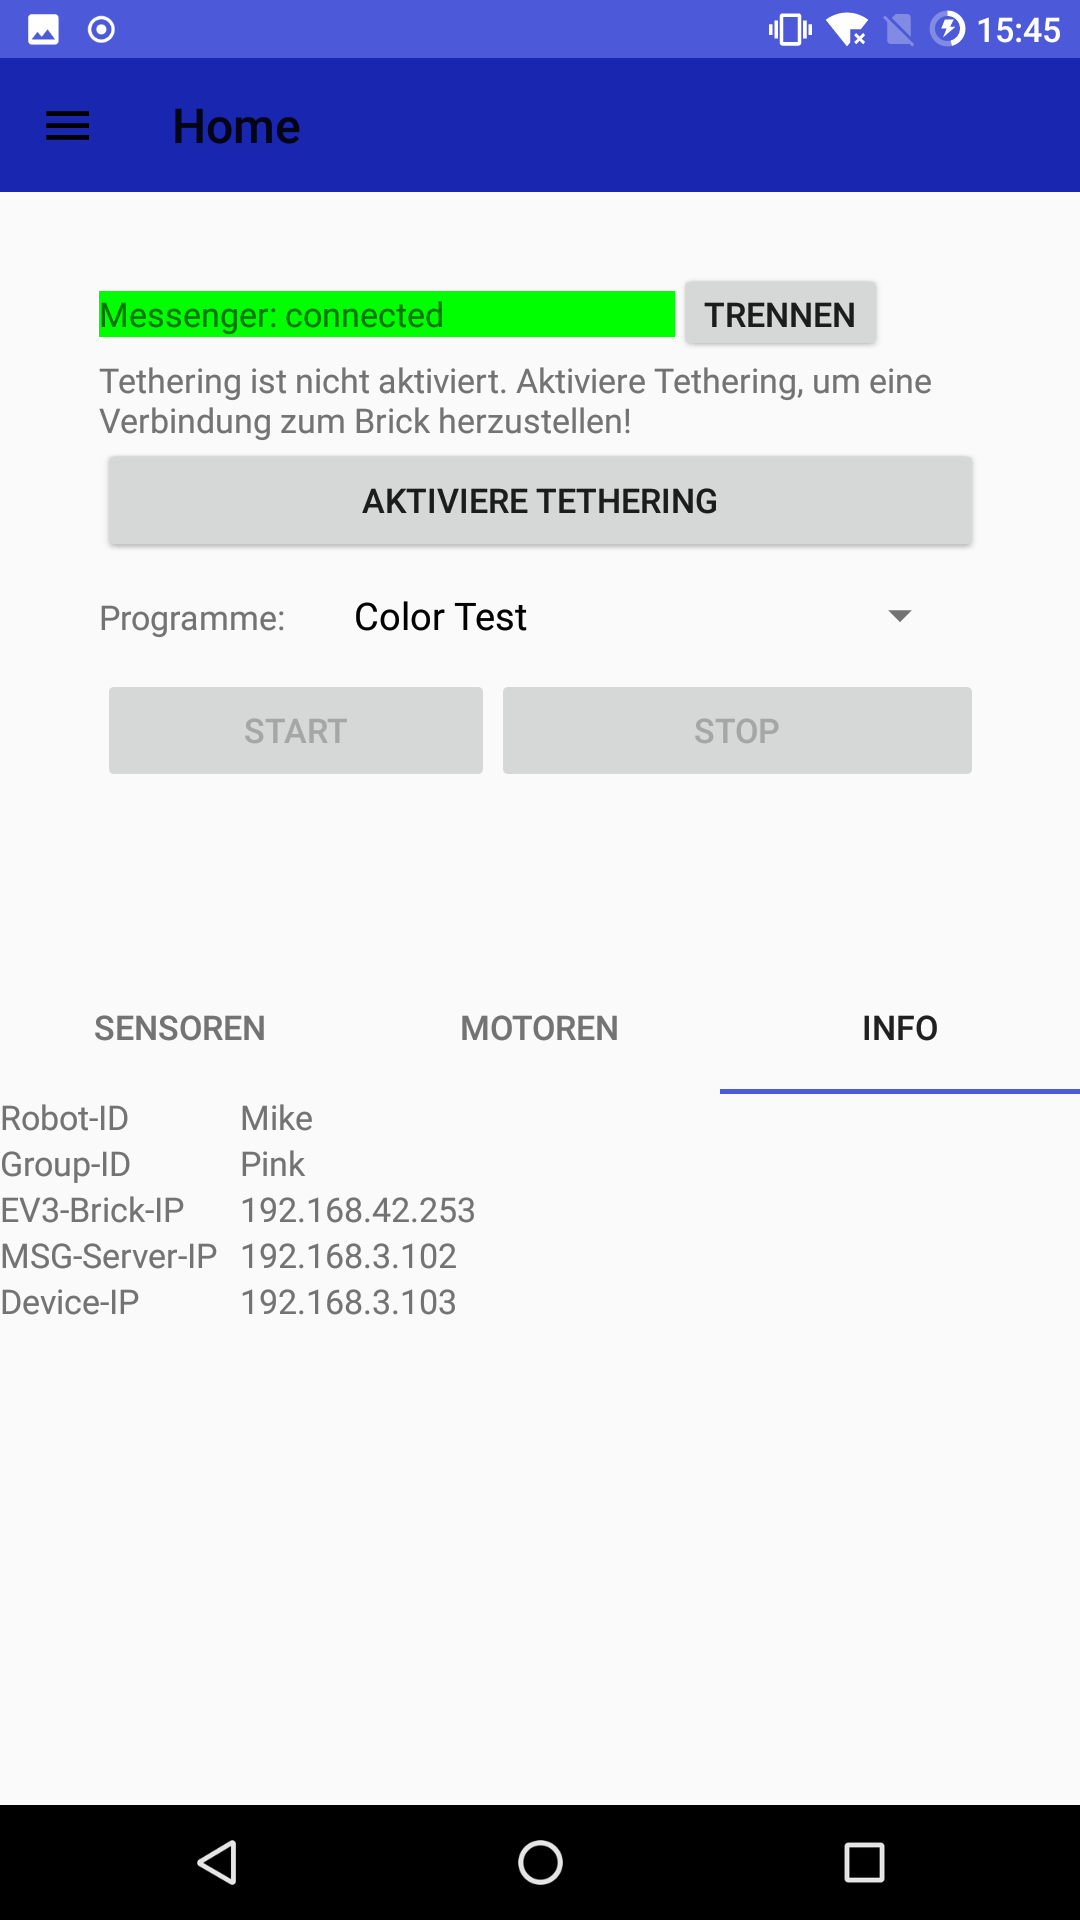 15:45
Home
Messenger: connected TRENNEN
Tethering ist nicht aktiviert. Aktiviere Tethering, um eine
Verbindung zum Brick herzustellen!
AKTIVIERE TETHERING
Programme: Color Test
START STOP
SENSOREN MOTOREN INFO
Robot-ID Mike
Group-ID Pink
EV3-Brick-IP 192.168.42.253
MSG-Server-IP 192.168.3.102
Device-IP 192.168.3.103